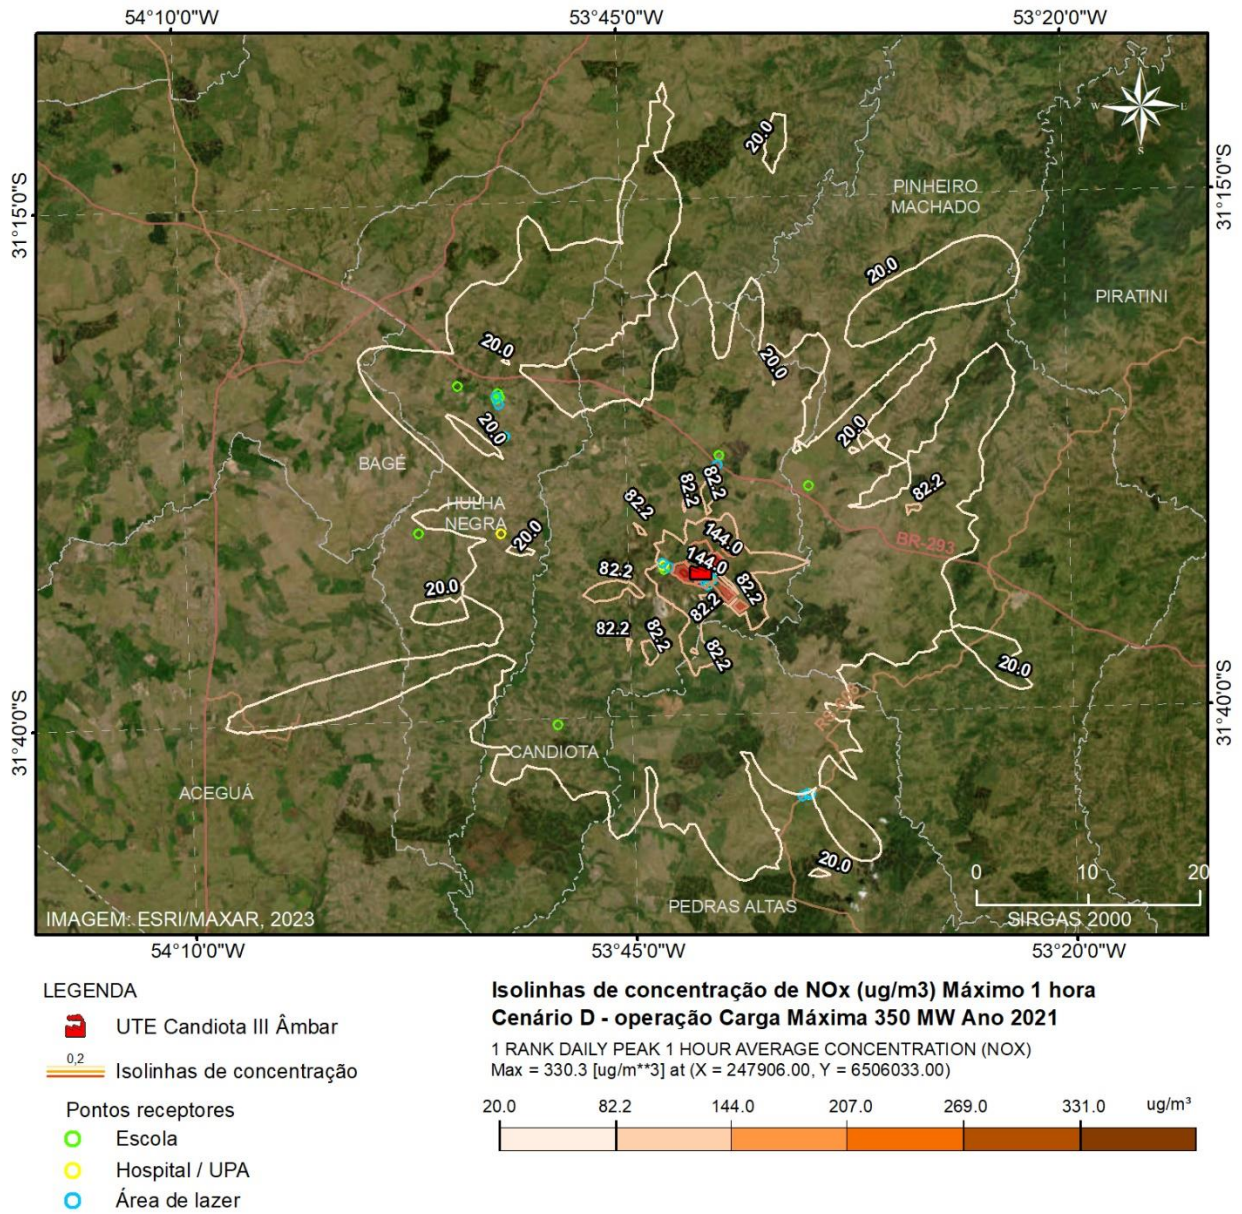 54°10'0"W 53°45'0"W 53°20'0"W
N
W E
S
20.0
31°15'0"S
31°15'0"S
PINHEIRO
MACHADO
20.0
PIRATINI
20.0
20.0
20.0
20.0
BAGÉ
82.2
82.2
82.2
82.2
HULHA
NEGRA
20.0
144.0
BR-293
144.0
82.2
82.2
20.0
82.2
82.2
82.2
82.2
20.0
31°40'0"S
31°40'0"S
CANDIOTA
ACEGUÁ
20.0
0 10 20
PEDRAS ALTAS
IMAGEM: ESRI/MAXAR, 2023
SIRGAS 2000
54°10'0"W 53°45'0"W 53°20'0"W
LEGENDA
UTE Candiota III Âmbar
0,2
Isolinhas de concentração
Pontos receptores
Escola
Hospital / UPA
Área de lazer
Isolinhas de concentração de NOx (ug/m3) Máximo 1 hora
Cenário D - operação Carga Máxima 350 MW Ano 2021
1 RANK DAILY PEAK 1 HOUR AVERAGE CONCENTRATION (NOX)
Max = 330.3 [ug/m**3] at (X = 247906.00, Y = 6506033.00)
20.0 82.2 144.0 207.0 269.0 331.0 ug/m³